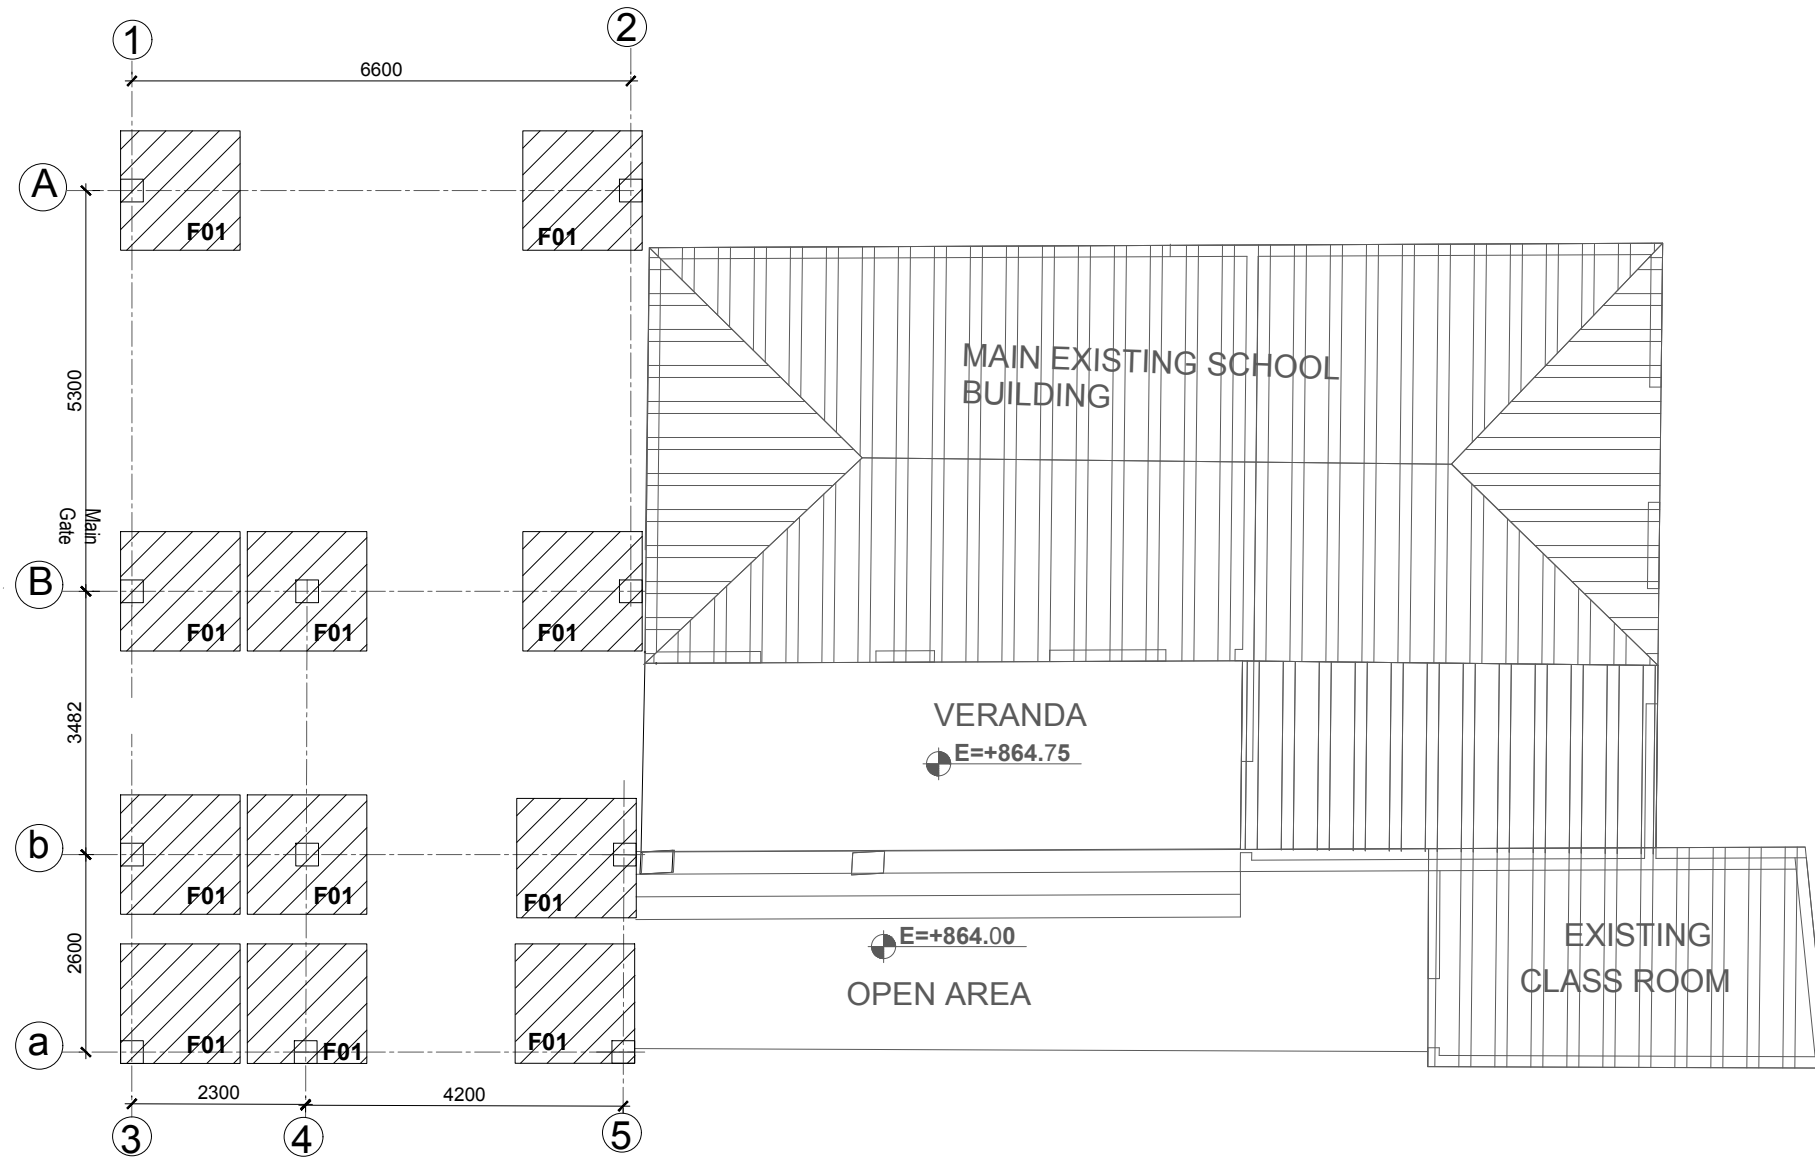 1
2
6600
A
F01
F01
5300
MAIN EXISTING SCHOOL
BUILDING
Main
Gate
B
F01
F01
F01
3482
VERANDA
E=+864.75
b
F01
F01
F01
2600
E=+864.00
OPEN AREA
EXISTING
CLASS ROOM
a
F01
F01
F01
2300
4200
3
4
5